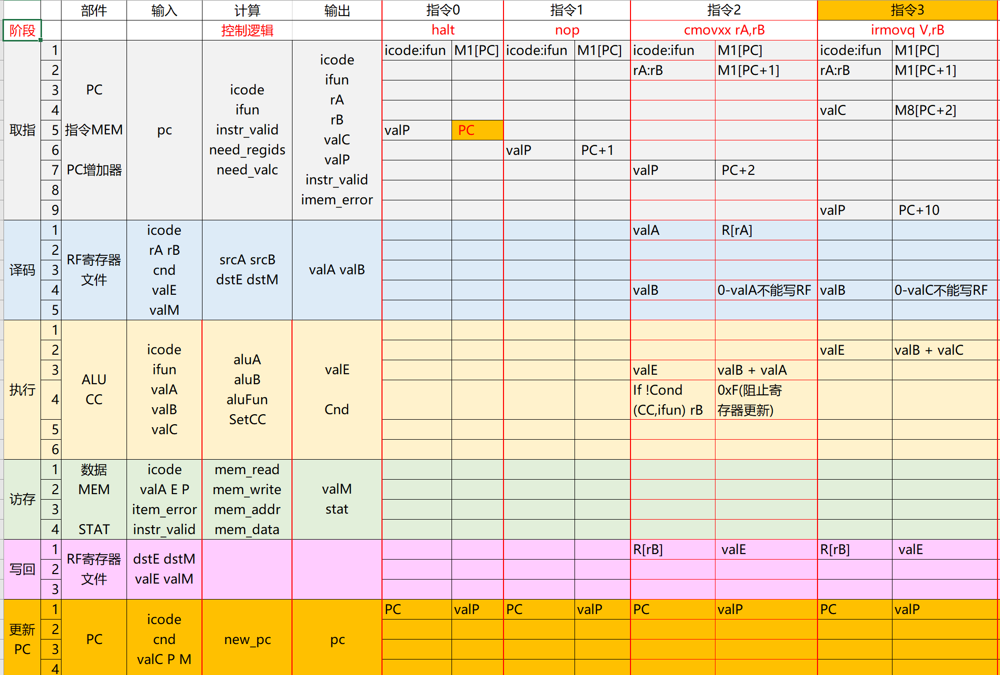 部件 输入 计算 输出 指令0 指令1 指令2 指令3
阶段 控制逻辑 halt nop cmovxx rA,rB irmovq V,rB
取指
1
2
3
4
5
6
7
8
9
PC
指令MEM
PC增加器
pc
icode
ifun
instr_valid
need_regids
need_valc
icode
ifun
rA
rB
valC
valP
instr_valid
imem_error
icode:ifun M1[PC] icode:ifun M1[PC] icode:ifun M1[PC] icode:ifun M1[PC]
rA:rB M1[PC+1] rA:rB M1[PC+1]
valC M8[PC+2]
valP PC
valP PC+1
valP PC+2
valP PC+10
译码
1
2
3
4
5
RF寄存器
文件
icode
rA rB
cnd
valE
valM
srcA srcB
dstE dstM
valA valB
valA R[rA]
valB 0-valA不能写RF valB 0-valC不能写RF
执行
1
2
3
4
5
6
ALU
CC
icode
ifun
valA
valB
valC
aluA
aluB
aluFun
SetCC
valE
Cnd
valE valB + valC
valE valB + valA
If !Cond
(CC,ifun) rB
0xF(阻止寄
存器更新)
访存
1
2
3
4
数据
MEM
STAT
icode
valA E P
item_error
instr_valid
mem_read
mem_write
mem_addr
mem_data
valM
stat
写回
1
2
3
RF寄存器
文件
dstE dstM
valE valM
R[rB] valE R[rB] valE
更新
PC
1
2
3
4
PC
icode
cnd
valC P M
new_pc
pc
PC valP PC valP PC valP PC valP